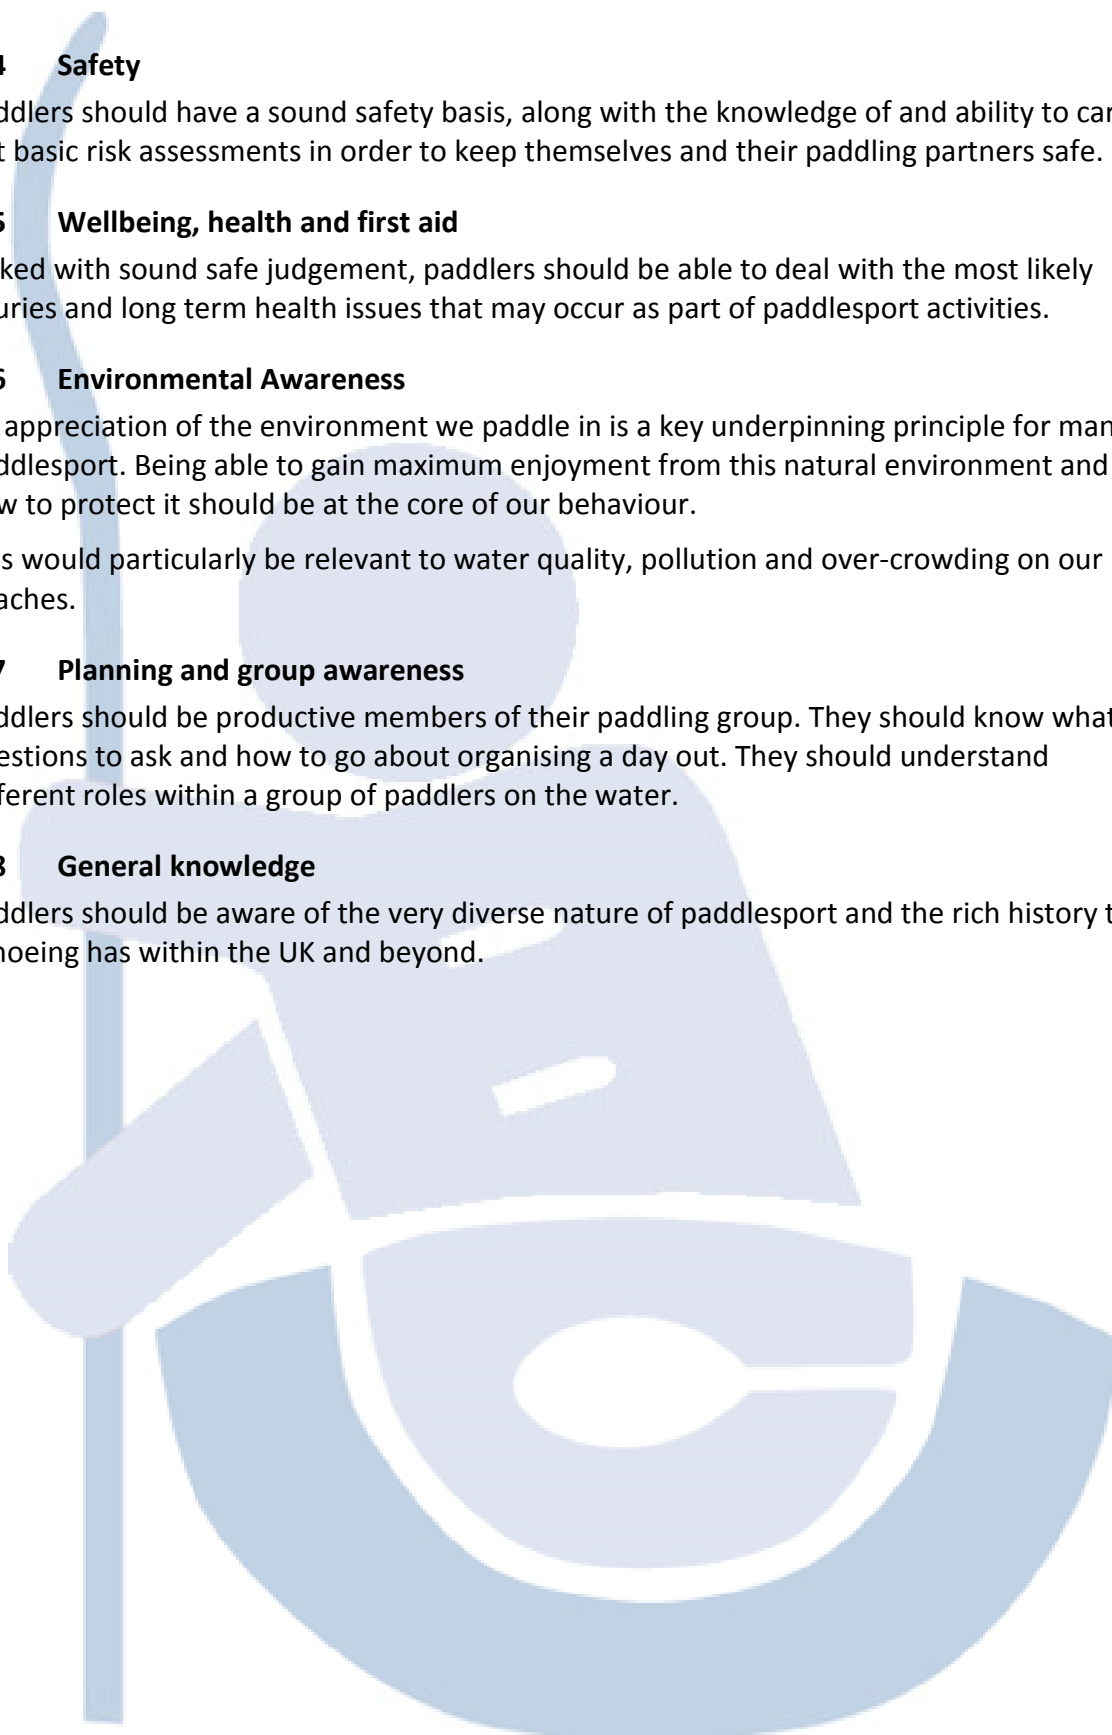 4 Safety
ddlers should have a sound safety basis, along with the knowledge of and ability to car
t basic risk assessments in order to keep themselves and their paddling partners safe.
5 Wellbeing, health and first aid
ked with sound safe judgement, paddlers should be able to deal with the most likely
uries and long term health issues that may occur as part of paddlesport activities.
6 Environmental Awareness
appreciation of the environment we paddle in is a key underpinning principle for man
ddlesport. Being able to gain maximum enjoyment from this natural environment and
w to protect it should be at the core of our behaviour.
s would particularly be relevant to water quality, pollution and over-crowding on our
aches.
7 Planning and group awareness
ddlers should be productive members of their paddling group. They should know what
estions to ask and how to go about organising a day out. They should understand
ferent roles within a group of paddlers on the water.
8 General knowledge
ddlers should be aware of the very diverse nature of paddlesport and the rich history t
noeing has within the UK and beyond.